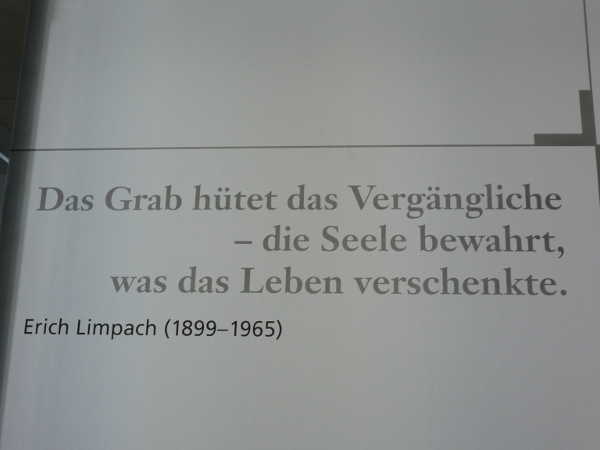 Das Grab hütet das Vergängliche
– die Seele bewahrt,
was das Leben verschenkte.
Erich Limpach (1899–1965)